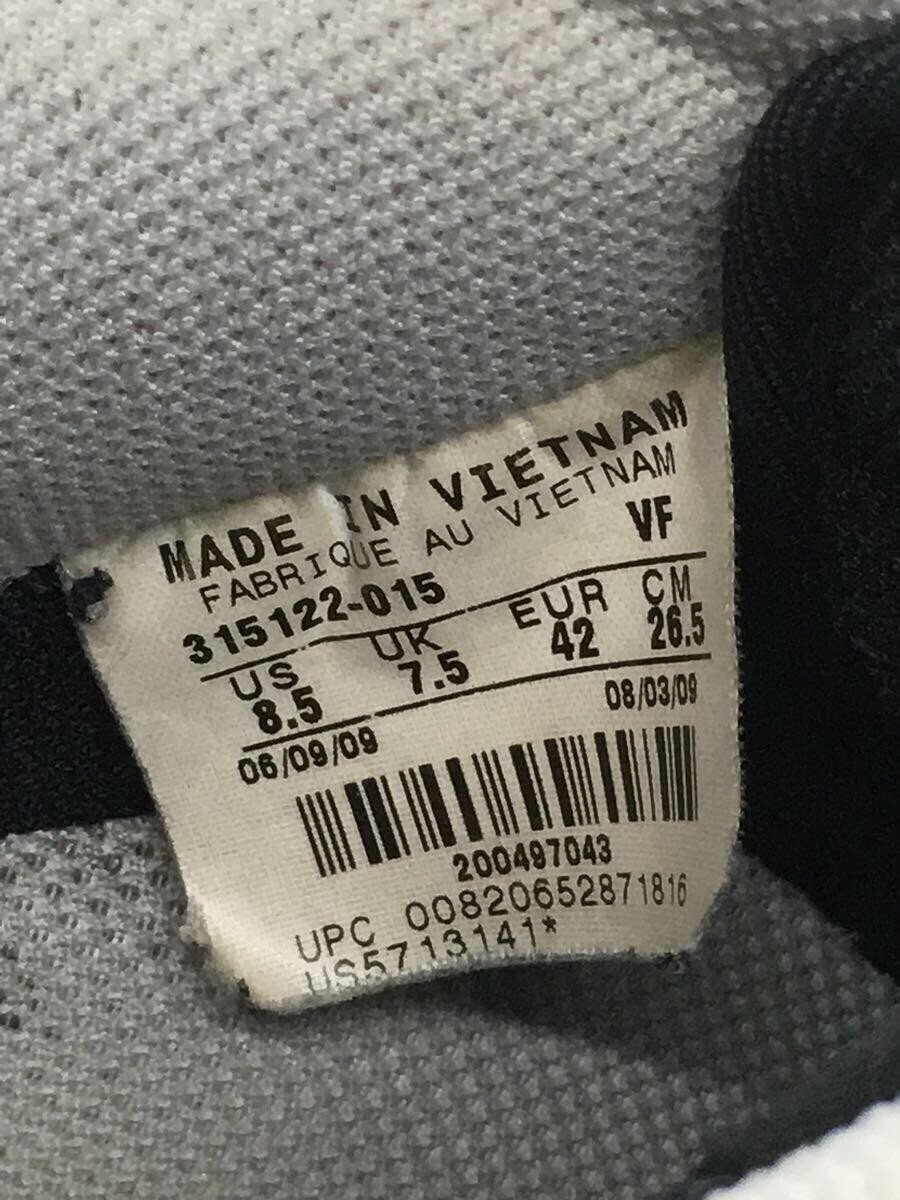 MADE IN VIETNAM
FABRIQUE AU VIETNAM
315122-015 VF
US UK EUR CM
8.5 7.5 42 26.5
06/09/09 08/03/09
200497043
UPC 00820652871816
US5713141*